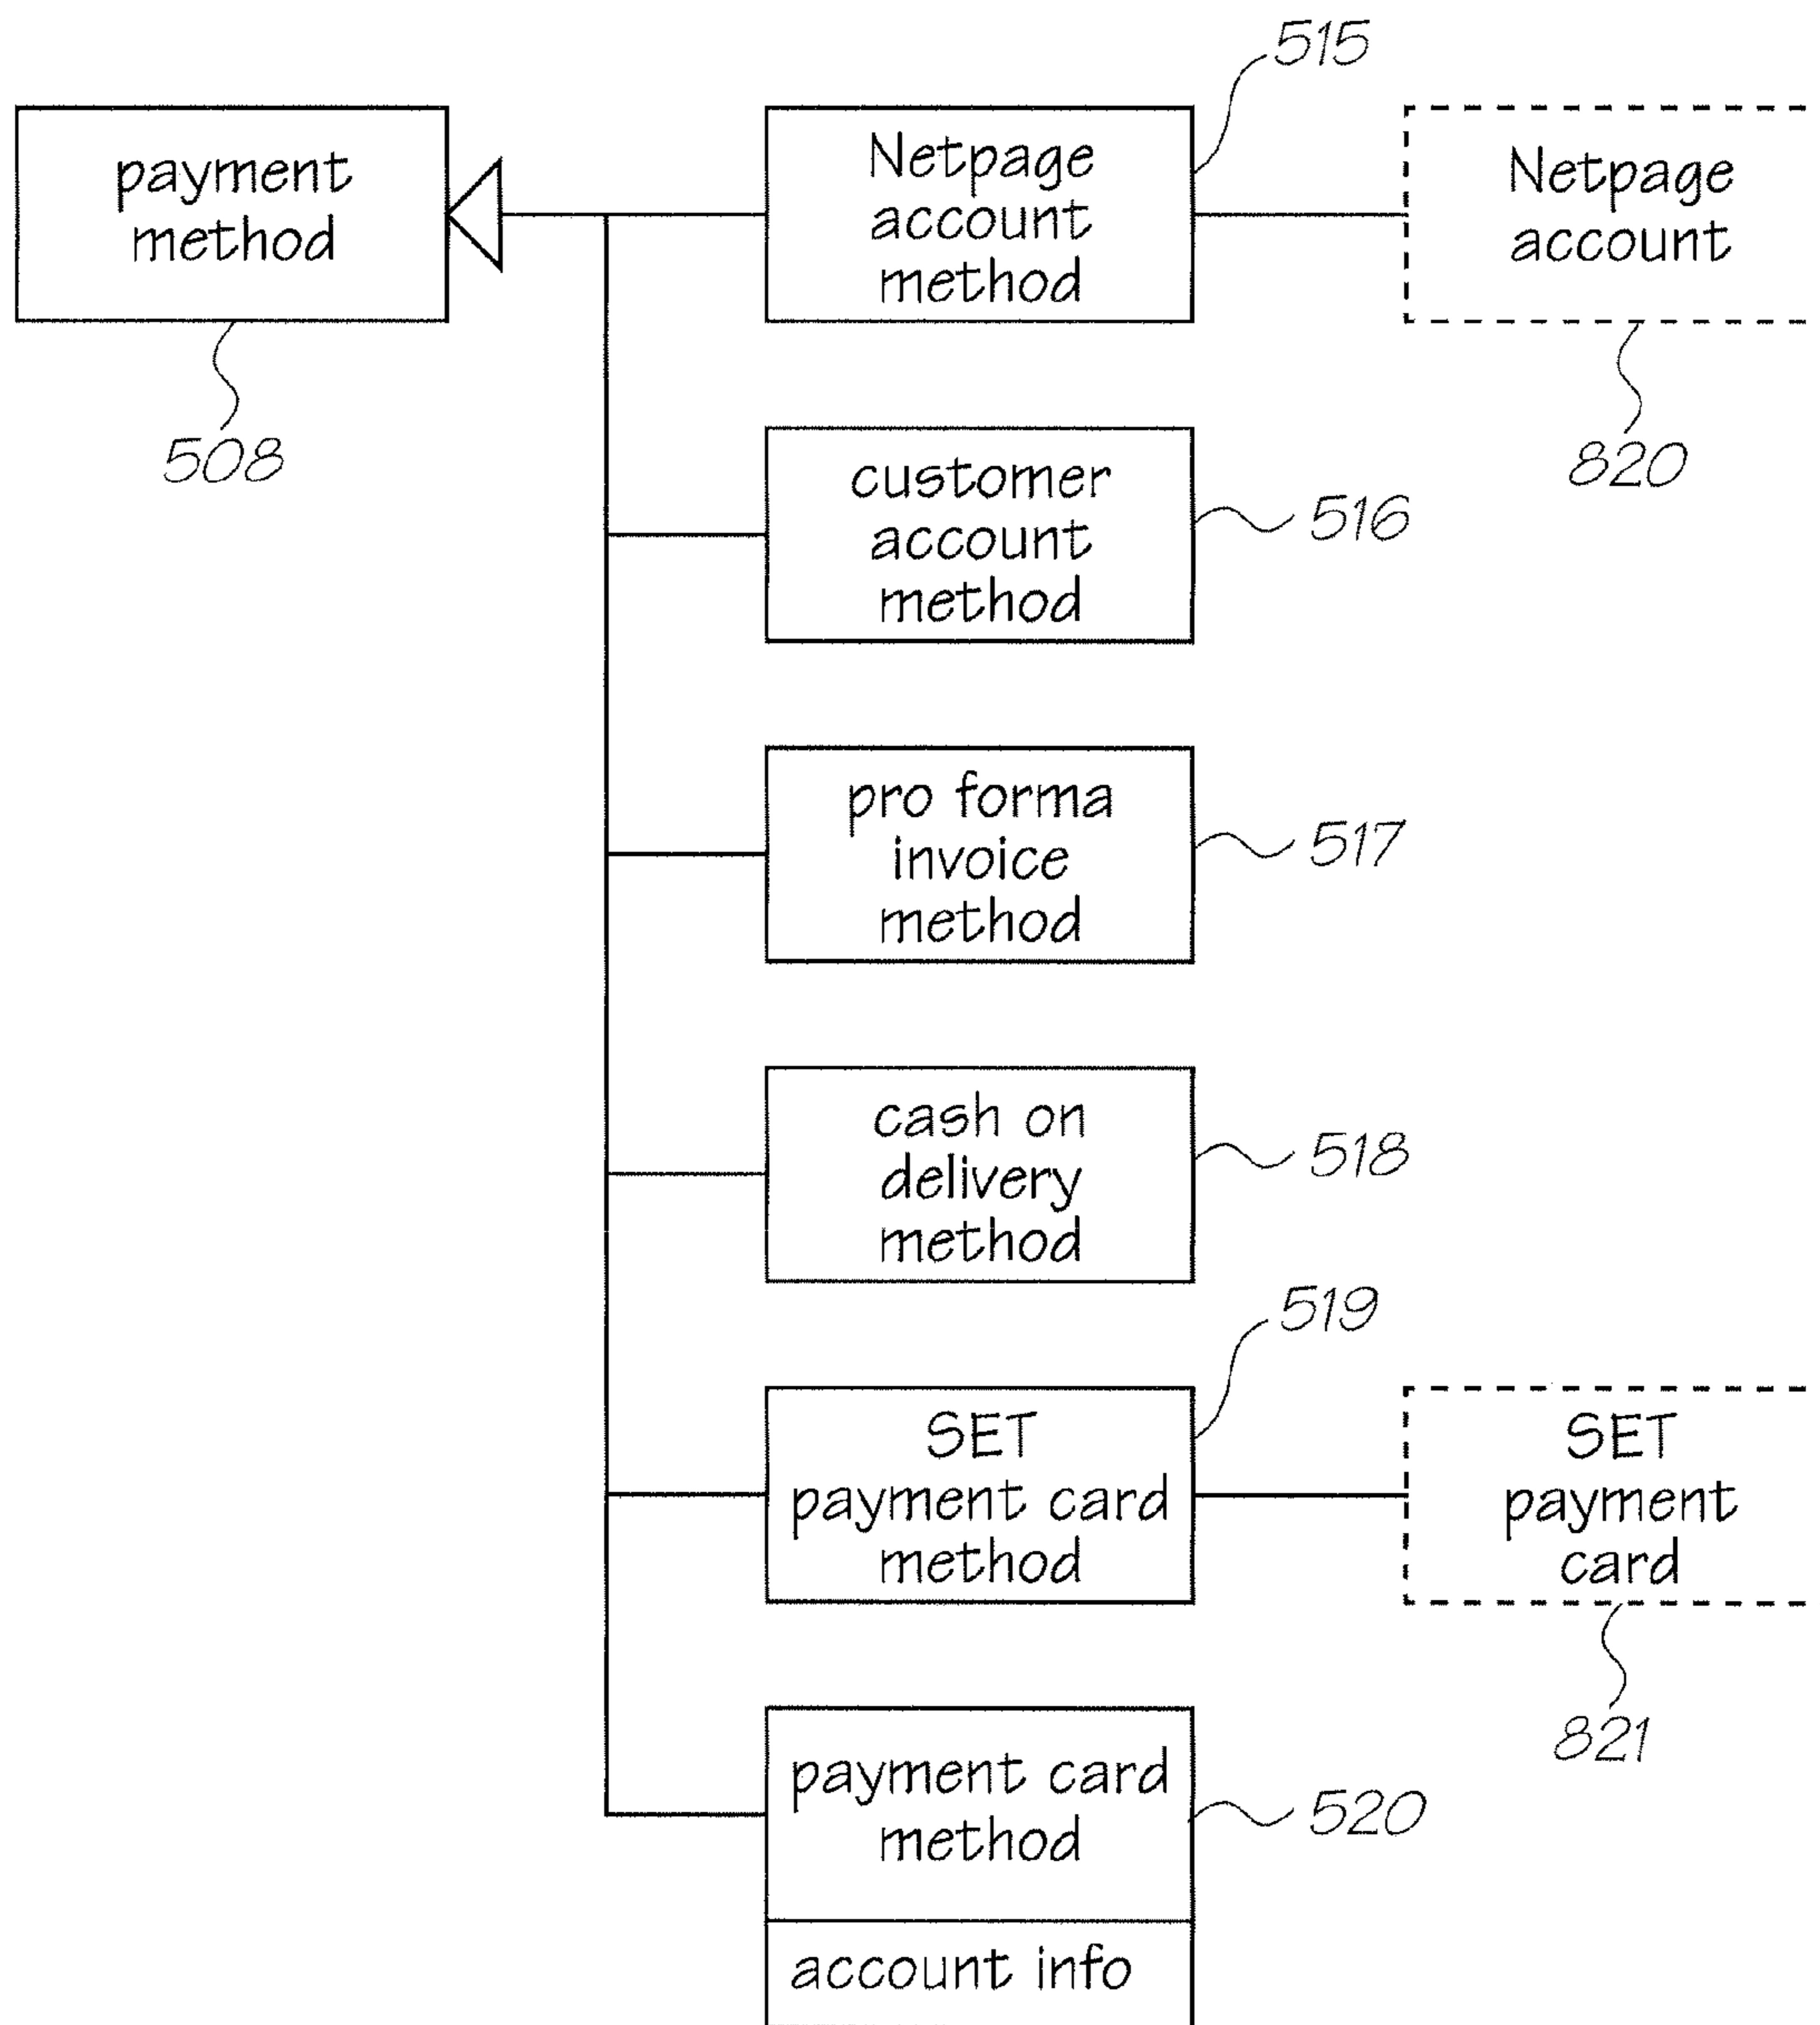 515
payment
method
Netpage
account
method
Netpage
account
508
820
customer
account
method
516
pro forma
invoice
method
517
cash on
delivery
method
518
519
SET
payment card
method
SET
payment
card
821
payment card
method
520
account info